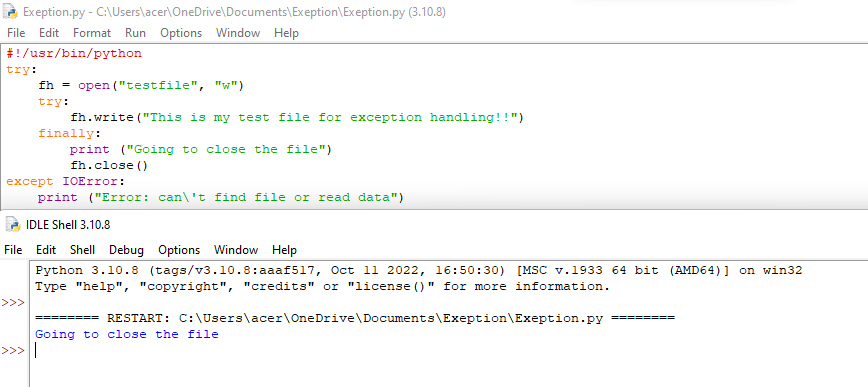 Exeption.py - C:\Users\acer\OneDrive\Documents\Exeption\Exeption.py (3.10.8)
File Edit Format Run Options Window Help
#!/usr/bin/python
try:
    fh = open("testfile", "w")
    try:
        fh.write("This is my test file for exception handling!!")
    finally:
        print ("Going to close the file")
        fh.close()
except IOError:
    print ("Error: can\'t find file or read data")
IDLE Shell 3.10.8
File Edit Shell Debug Options Window Help
Python 3.10.8 (tags/v3.10.8:aaaf517, Oct 11 2022, 16:50:30) [MSC v.1933 64 bit (AMD64)] on win32
Type "help", "copyright", "credits" or "license()" for more information.
>>>
======== RESTART: C:\Users\acer\OneDrive\Documents\Exeption\Exeption.py ========
Going to close the file
>>>